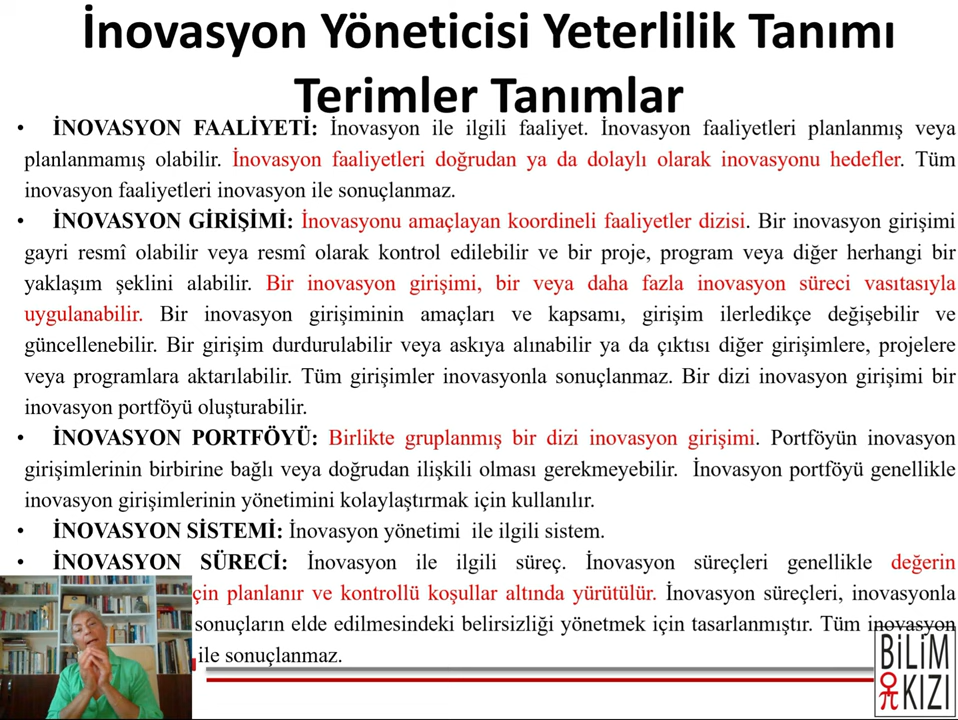 İnovasyon Yöneticisi Yeterlilik Tanımı
Terimler Tanımlar
• İNOVASYON FAALİYETİ: İnovasyon ile ilgili faaliyet. İnovasyon faaliyetleri planlanmış veya
planlanmamış olabilir. İnovasyon faaliyetleri doğrudan ya da dolaylı olarak inovasyonu hedefler. Tüm
inovasyon faaliyetleri inovasyon ile sonuçlanmaz.
• İNOVASYON GİRİŞİMİ: İnovasyonu amaçlayan koordineli faaliyetler dizisi. Bir inovasyon girişimi
gayri resmî olabilir veya resmî olarak kontrol edilebilir ve bir proje, program veya diğer herhangi bir
yaklaşım şeklini alabilir. Bir inovasyon girişimi, bir veya daha fazla inovasyon süreci vasıtasıyla
uygulanabilir. Bir inovasyon girişiminin amaçları ve kapsamı, girişim ilerledikçe değişebilir ve
güncellenebilir. Bir girişim durdurulabilir veya askıya alınabilir ya da çıktısı diğer girişimlere, projelere
veya programlara aktarılabilir. Tüm girişimler inovasyonla sonuçlanmaz. Bir dizi inovasyon girişimi bir
inovasyon portföyü oluşturabilir.
• İNOVASYON PORTFÖYÜ: Birlikte gruplanmış bir dizi inovasyon girişimi. Portföyün inovasyon
girişimlerinin birbirine bağlı veya doğrudan ilişkili olması gerekmeyebilir. İnovasyon portföyü genellikle
inovasyon girişimlerinin yönetimini kolaylaştırmak için kullanılır.
• İNOVASYON SİSTEMİ: İnovasyon yönetimi ile ilgili sistem.
• İNOVASYON SÜRECİ: İnovasyon ile ilgili süreç. İnovasyon süreçleri genellikle değerin
planlanır ve kontrollü koşullar altında yürütülür. İnovasyon süreçleri, inovasyonla
sonuçların elde edilmesindeki belirsizliği yönetmek için tasarlanmıştır. Tüm inovasyon
ile sonuçlanmaz.
BİLİM
KIZI